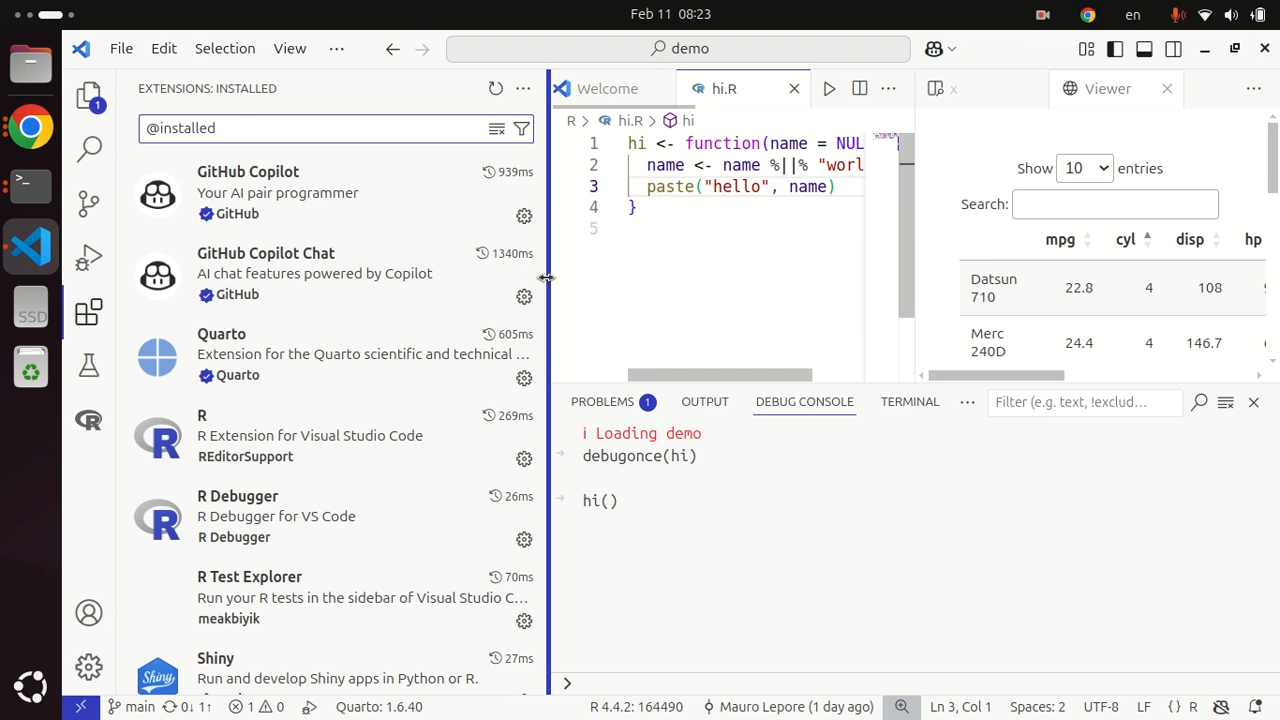 Feb 11 08:23
en
File Edit Selection View ···
demo
EXTENSIONS: INSTALLED
@installed
GitHub Copilot 939ms
Your AI pair programmer
GitHub
GitHub Copilot Chat 1340ms
AI chat features powered by Copilot
GitHub
Quarto 605ms
Extension for the Quarto scientific and technical ...
Quarto
R 269ms
R Extension for Visual Studio Code
REditorSupport
R Debugger 26ms
R Debugger for VS Code
R Debugger
R Test Explorer 70ms
Run your R tests in the sidebar of Visual Studio C...
meakbiyik
Shiny 27ms
Run and develop Shiny apps in Python or R.
1
SSD
Shiny
Welcome hi.R
R > hi.R > hi
1 hi <- function(name = NUL
2 name <- name %||% "worl
3 paste("hello", name)
4 }
5
x Viewer
Show 10 entries
Search:
mpg cyl disp hp
Datsun 710 22.8 4 108
Merc 240D 24.4 4 146.7
PROBLEMS 1 OUTPUT DEBUG CONSOLE TERMINAL ···
Filter (e.g. text, !exclud...
i Loading demo
→ debugonce(hi)
→ hi()
>
main 0↓ 1↑ 1 0 Quarto: 1.6.40 R 4.4.2: 164490 Mauro Lepore (1 day ago) Ln 3, Col 1 Spaces: 2 UTF-8 LF {} R